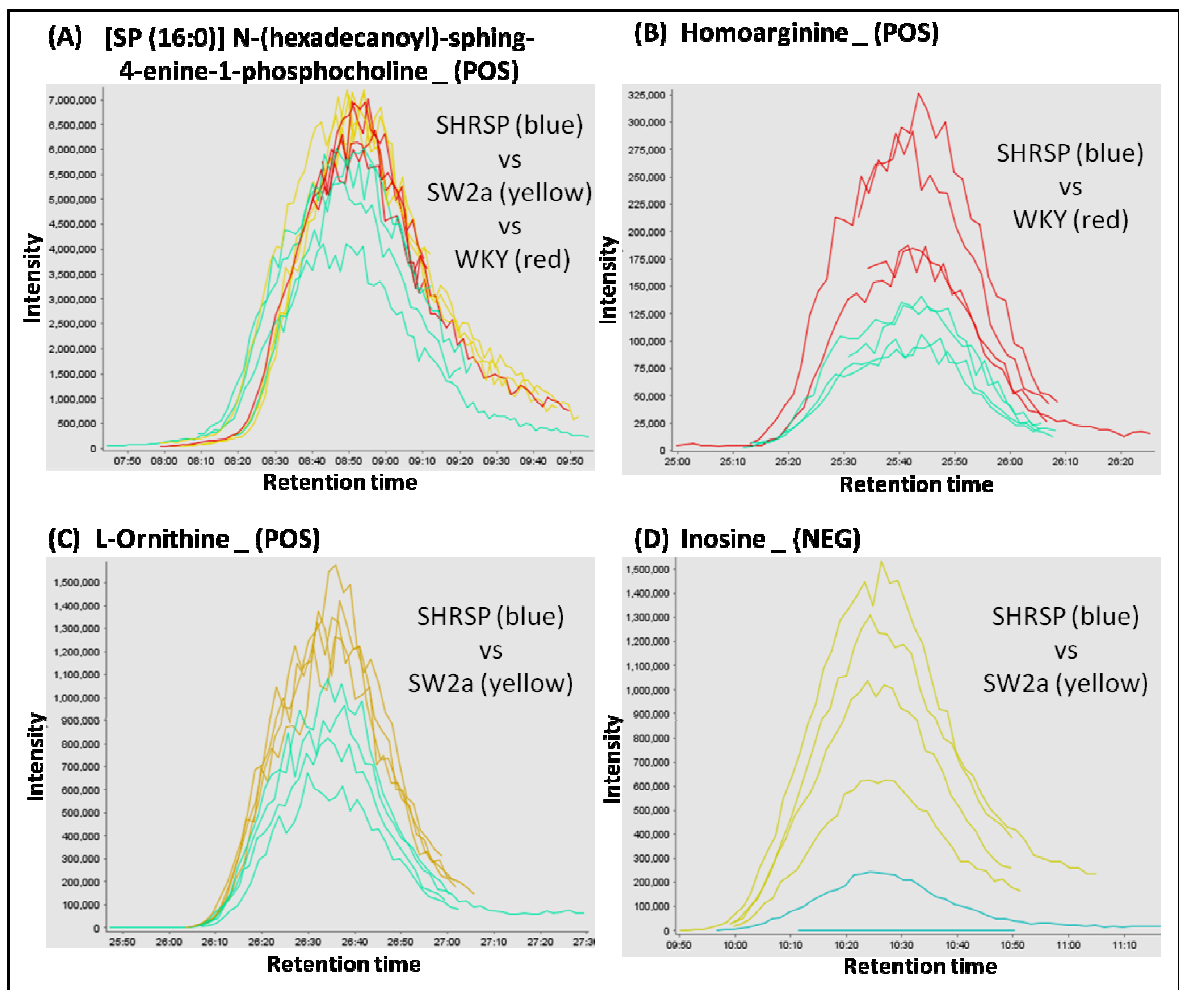 (A) [SP (16:0)] N-(hexadecanoyl)-sphing-
4-enine-1-phosphocholine _ (POS)
7,000,000
6,500,000
6,000,000
5,500,000
5,000,000
4,500,000
4,000,000
3,500,000
3,000,000
2,500,000
2,000,000
1,500,000
1,000,000
500,000
0
Intensity
SHRSP (blue)
vs
SW2a (yellow)
vs
WKY (red)
07:50 08:00 08:10 08:20 08:30 08:40 08:50 09:00 09:10 09:20 09:30 09:40 09:50
Retention time
(B) Homoarginine _ (POS)
325,000
300,000
275,000
250,000
225,000
200,000
175,000
150,000
125,000
100,000
75,000
50,000
25,000
0
Intensity
SHRSP (blue)
vs
WKY (red)
25:00 25:10 25:20 25:30 25:40 25:50 26:00 26:10 26:20
Retention time
(C) L-Ornithine _ (POS)
1,500,000
1,400,000
1,300,000
1,200,000
1,100,000
1,000,000
900,000
800,000
700,000
600,000
500,000
400,000
300,000
200,000
100,000
0
Intensity
SHRSP (blue)
vs
SW2a (yellow)
25:50 26:00 26:10 26:20 26:30 26:40 26:50 27:00 27:10 27:20 27:30
Retention time
(D) Inosine _ (NEG)
1,500,000
1,400,000
1,300,000
1,200,000
1,100,000
1,000,000
900,000
800,000
700,000
600,000
500,000
400,000
300,000
200,000
100,000
0
Intensity
SHRSP (blue)
vs
SW2a (yellow)
09:50 10:00 10:10 10:20 10:30 10:40 10:50 11:00 11:10
Retention time